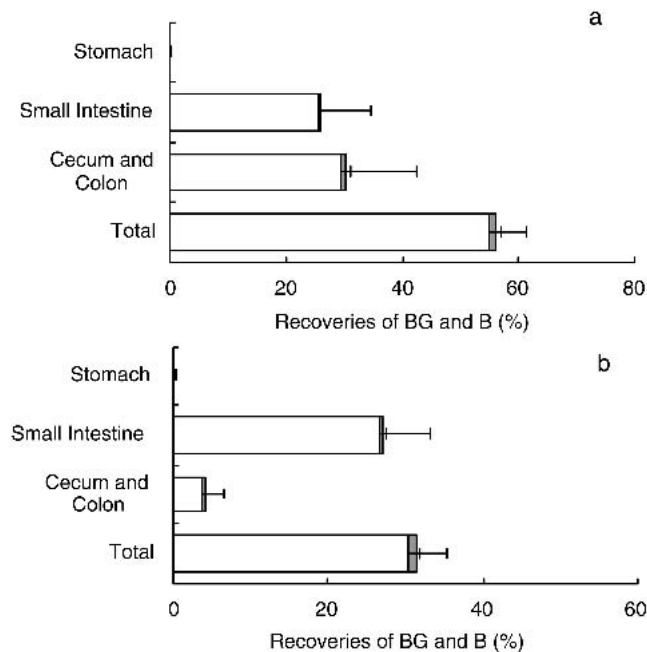 a
Stomach
Small Intestine
Cecum and
Colon
Total
0 20 40 60 80
Recoveries of BG and B (%)
b
Stomach
Small Intestine
Cecum and
Colon
Total
0 20 40 60
Recoveries of BG and B (%)